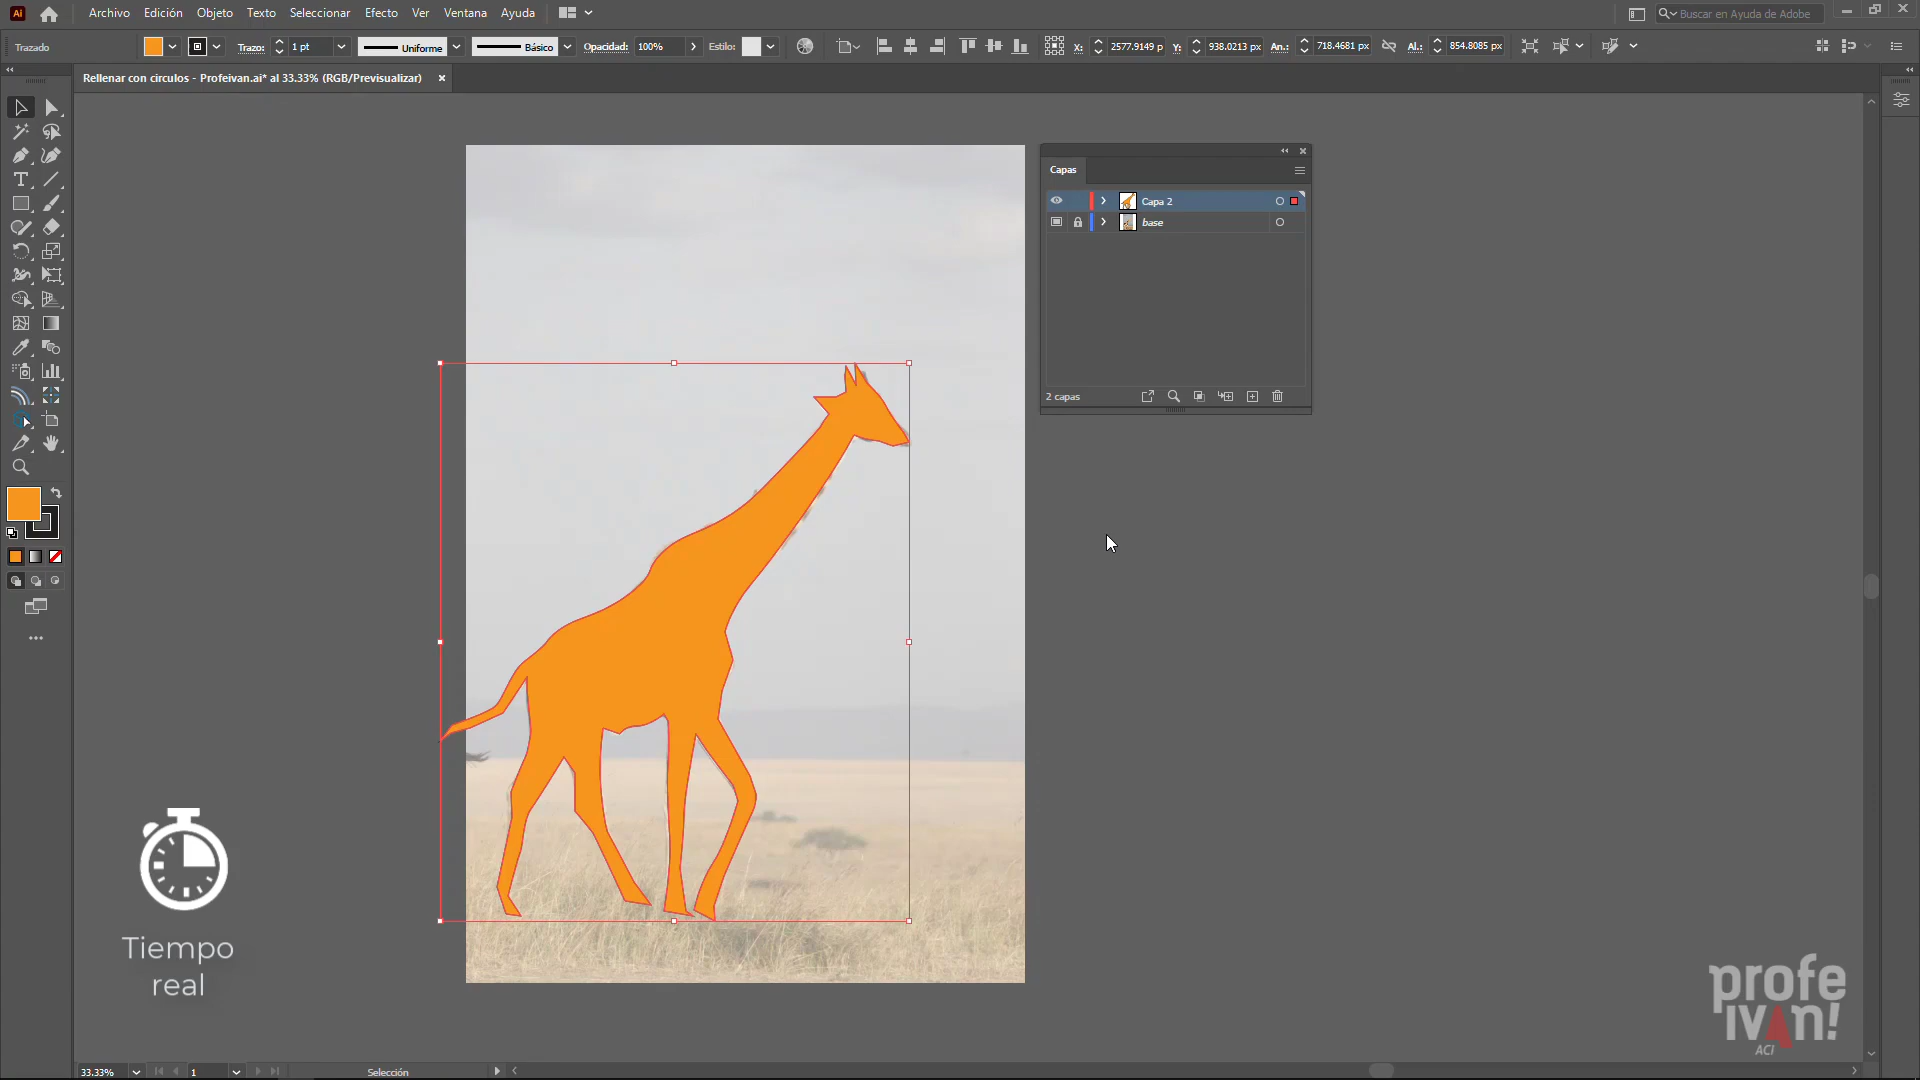 Ai Archivo Edición Objeto Texto Seleccionar Efecto Ver Ventana Ayuda Buscar en Ayuda de Adobe
Trazado Trazo: 1 pt Uniforme Básico Opacidad: 100% Estilo: X: 2577.9149 p Y: 938.0213 px An.: 718.4681 px Al.: 854.8085 px
Rellenar con circulos - Profeivan.ai* al 33.33% (RGB/Previsualizar)
Capas
Capa 2
base
2 capas
Tiempo
real
profe
ivan!
ACI
33.33% 1 Selección